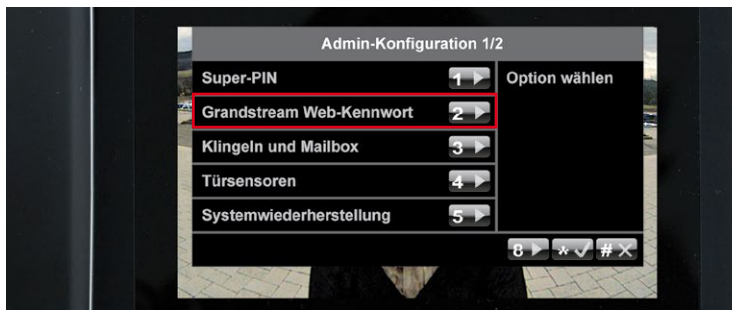 Admin-Konfiguration 1/2
Super-PIN 1 Option wählen
Grandstream Web-Kennwort 2
Klingeln und Mailbox 3
Türsensoren 4
Systemwiederherstellung 5
8 * #